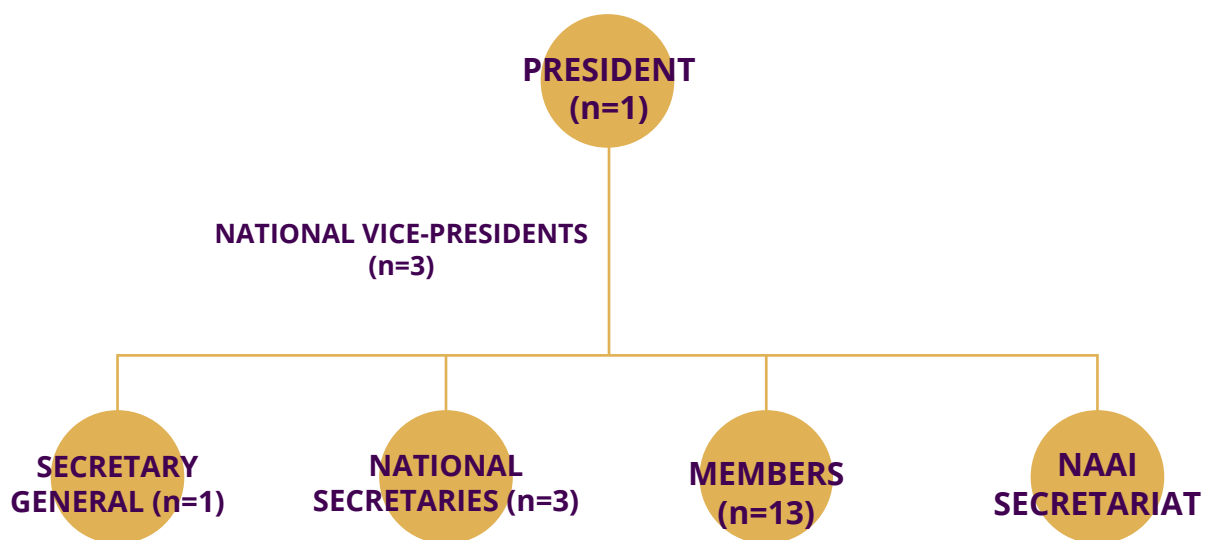 PRESIDENT
(n=1)
NATIONAL VICE-PRESIDENTS
(n=3)
SECRETARY
GENERAL (n=1)
NATIONAL
SECRETARIES (n=3)
MEMBERS
(n=13)
NAAI
SECRETARIAT